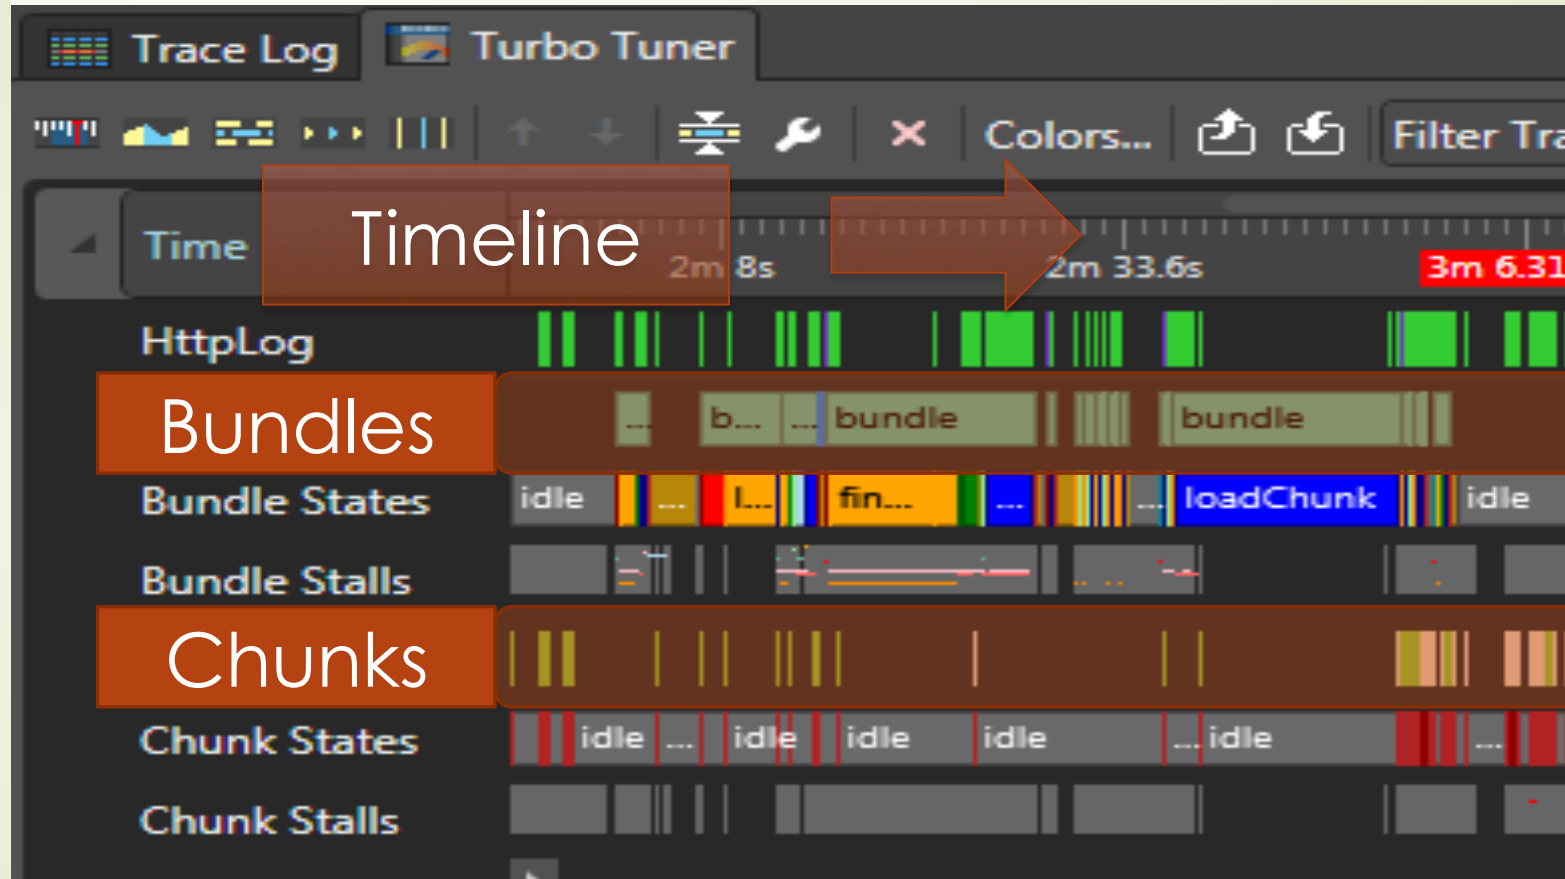 Trace Log Turbo Tuner
Colors... Filter Tra
Time Timeline 2m 8s 2m 33.6s 3m 6.31
HttpLog
Bundles ... b... ... bundle bundle
Bundle States idle ... l... fin... ... ... loadChunk idle
Bundle Stalls
Chunks
Chunk States idle ... idle idle idle ... idle ...
Chunk Stalls